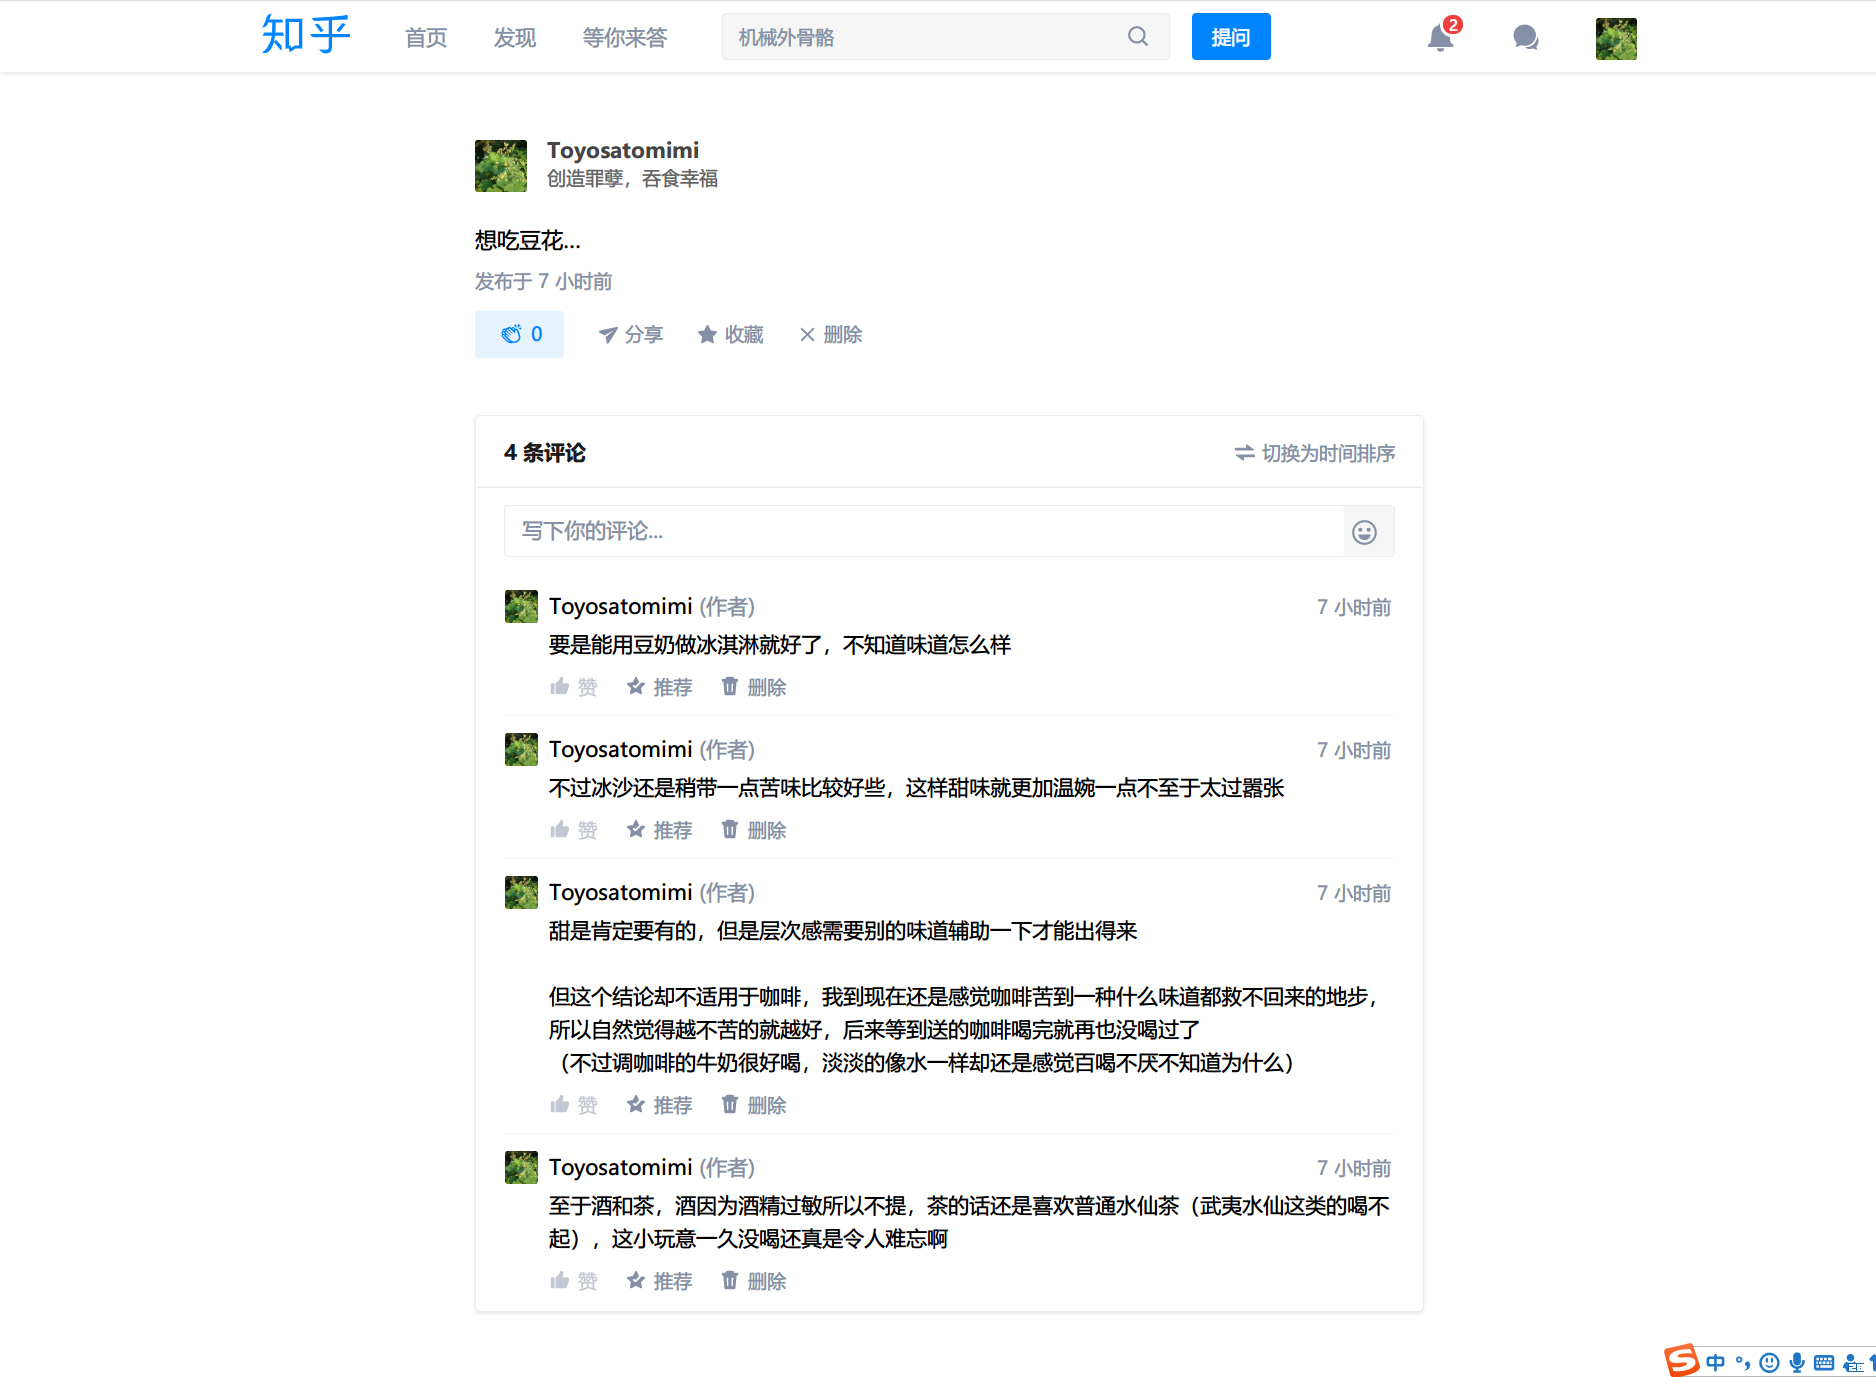 知乎 首页 发现 等你来答 机械外骨骼 提问 2
Toyosatomimi
创造罪孽，吞食幸福
想吃豆花...
发布于 7 小时前
0 分享 收藏 删除
4 条评论 切换为时间排序
写下你的评论...
Toyosatomimi (作者) 7 小时前
要是能用豆奶做冰淇淋就好了，不知道味道怎么样
赞 推荐 删除
Toyosatomimi (作者) 7 小时前
不过冰沙还是稍带一点苦味比较好些，这样甜味就更加温婉一点不至于太过嚣张
赞 推荐 删除
Toyosatomimi (作者) 7 小时前
甜是肯定要有的，但是层次感需要别的味道辅助一下才能出得来
但这个结论却不适用于咖啡，我到现在还是感觉咖啡苦到一种什么味道都救不回来的地步，
所以自然觉得越不苦的就越好，后来等到送的咖啡喝完就再也没喝过了
（不过调咖啡的牛奶很好喝，淡淡的像水一样却还是感觉百喝不厌不知道为什么）
赞 推荐 删除
Toyosatomimi (作者) 7 小时前
至于酒和茶，酒因为酒精过敏所以不提，茶的话还是喜欢普通水仙茶（武夷水仙这类的喝不
起），这小玩意一久没喝还真是令人难忘啊
赞 推荐 删除
S 中